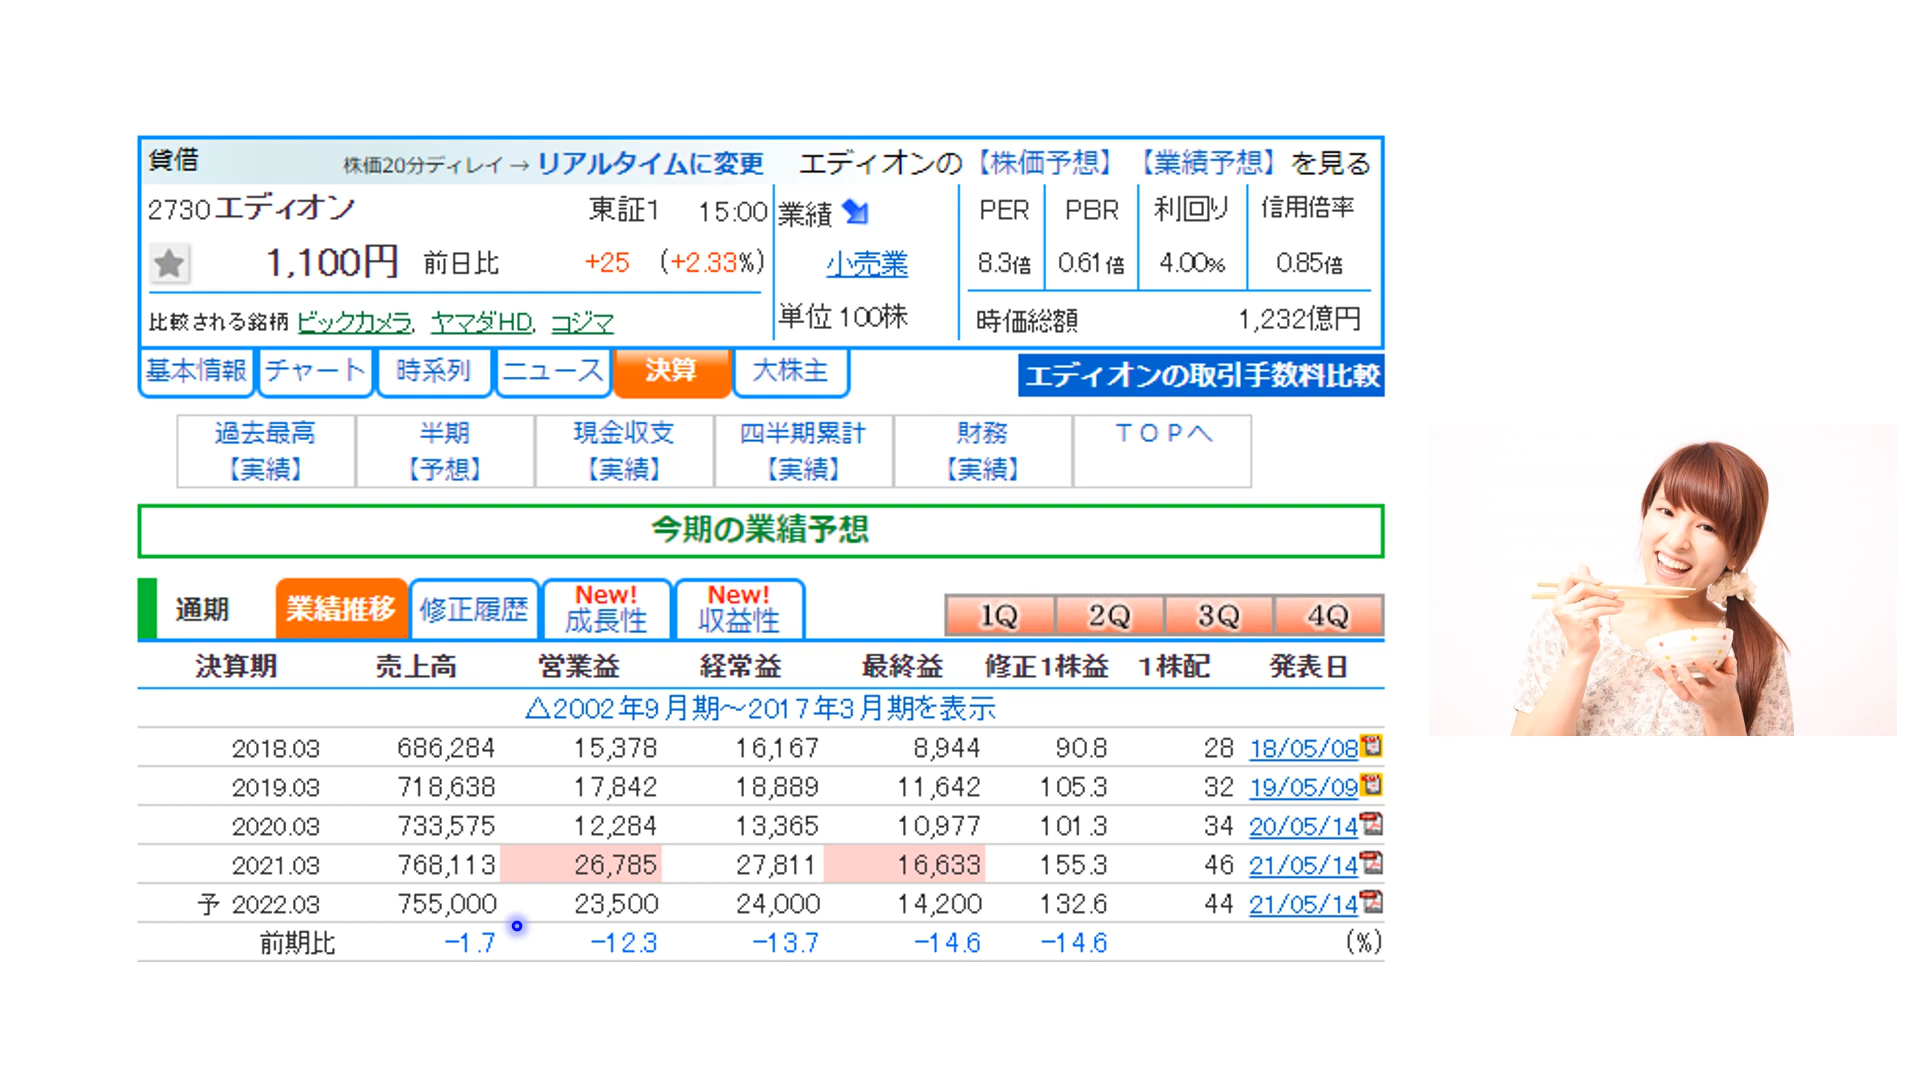 貸借 株価20分ディレイ → リアルタイムに変更 エディオンの【株価予想】【業績予想】を見る
2730 エディオン 東証1 15:00 業績 PER PBR 利回り 信用倍率
1,100円 前日比 +25 (+2.33%) 小売業 8.3倍 0.61倍 4.00% 0.85倍
比較される銘柄 ビックカメラ, ヤマダHD, コジマ 単位 100株 時価総額 1,232億円
基本情報 チャート 時系列 ニュース 決算 大株主 エディオンの取引手数料比較
過去最高 半期 現金収支 四半期累計 財務 TOPへ
【実績】 【予想】 【実績】 【実績】 【実績】
今期の業績予想
通期 業績推移 修正履歴 New! 成長性 New! 収益性 1Q 2Q 3Q 4Q
決算期 売上高 営業益 経常益 最終益 修正1株益 1株配 発表日
△2002年9月期～2017年3月期を表示
2018.03 686,284 15,378 16,167 8,944 90.8 28 18/05/08
2019.03 718,638 17,842 18,889 11,642 105.3 32 19/05/09
2020.03 733,575 12,284 13,365 10,977 101.3 34 20/05/14
2021.03 768,113 26,785 27,811 16,633 155.3 46 21/05/14
予 2022.03 755,000 23,500 24,000 14,200 132.6 44 21/05/14
前期比 -1.7 -12.3 -13.7 -14.6 -14.6 (%)